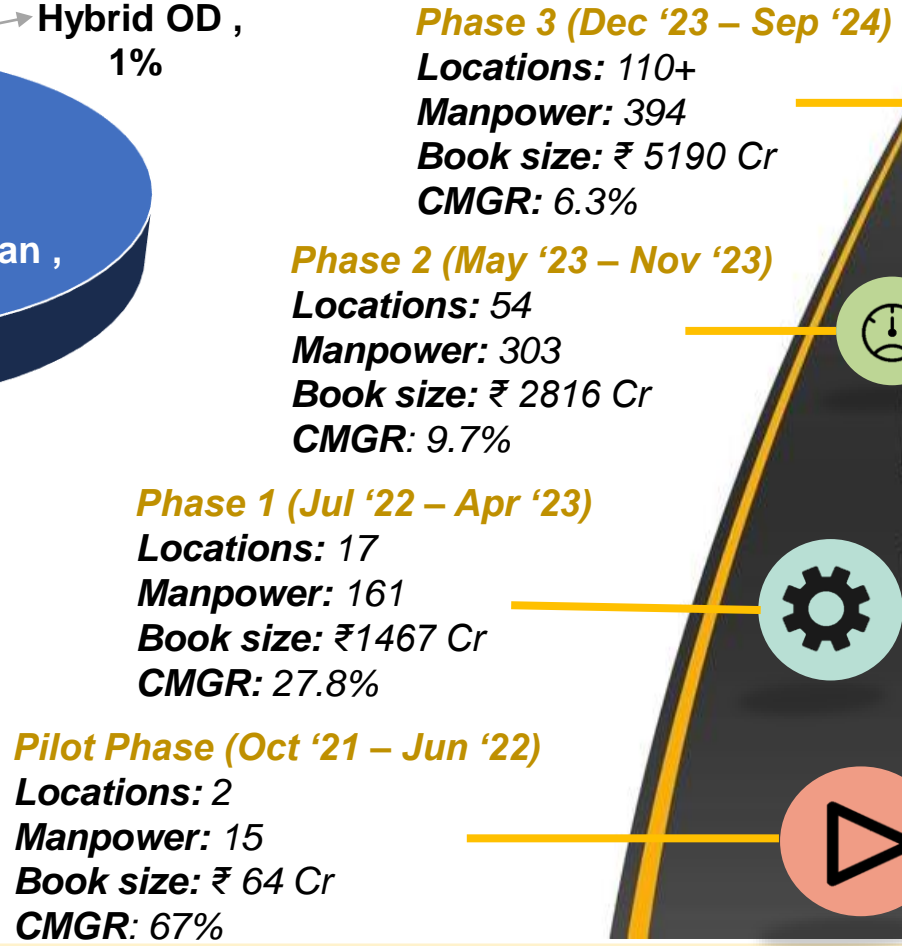 Hybrid OD ,
1%
an ,
Phase 3 (Dec ‘23 – Sep ‘24)
Locations: 110+
Manpower: 394
Book size: ₹ 5190 Cr
CMGR: 6.3%
Phase 2 (May ‘23 – Nov ‘23)
Locations: 54
Manpower: 303
Book size: ₹ 2816 Cr
CMGR: 9.7%
Phase 1 (Jul ‘22 – Apr ‘23)
Locations: 17
Manpower: 161
Book size: ₹1467 Cr
CMGR: 27.8%
Pilot Phase (Oct ‘21 – Jun ‘22)
Locations: 2
Manpower: 15
Book size: ₹ 64 Cr
CMGR: 67%